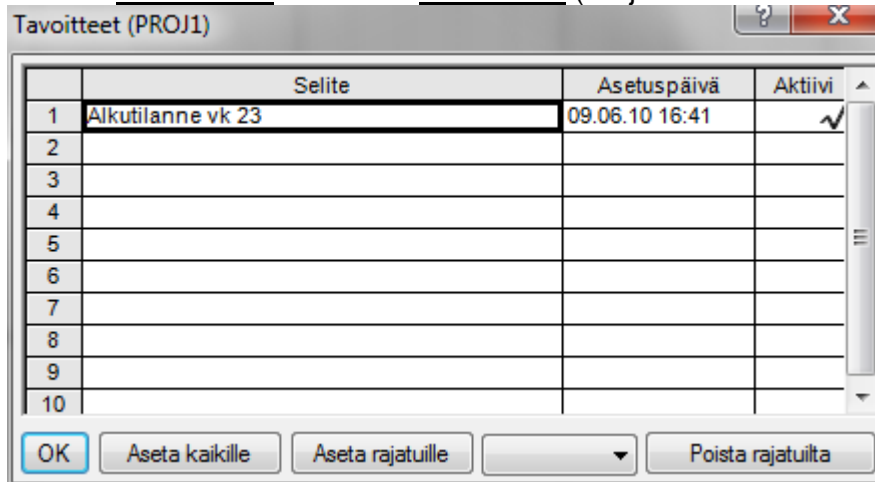 Tavoitteet (PROJ1)
Selite Asetuspäivä Aktiivi
1 Alkutilanne vk 23 09.06.10 16:41
2
3
4
5
6
7
8
9
10
OK Aseta kaikille Aseta rajatuille Poista rajatuilta